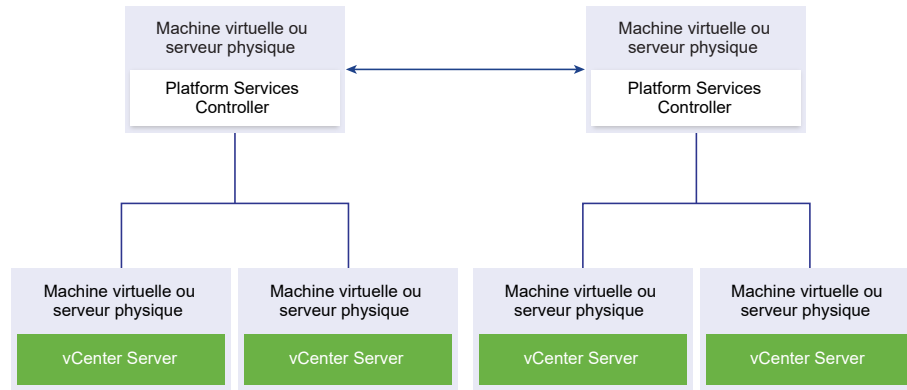 Machine virtuelle ou
serveur physique
Platform Services
Controller
Machine virtuelle ou
serveur physique
Platform Services
Controller
Machine virtuelle ou
serveur physique
vCenter Server
Machine virtuelle ou
serveur physique
vCenter Server
Machine virtuelle ou
serveur physique
vCenter Server
Machine virtuelle ou
serveur physique
vCenter Server